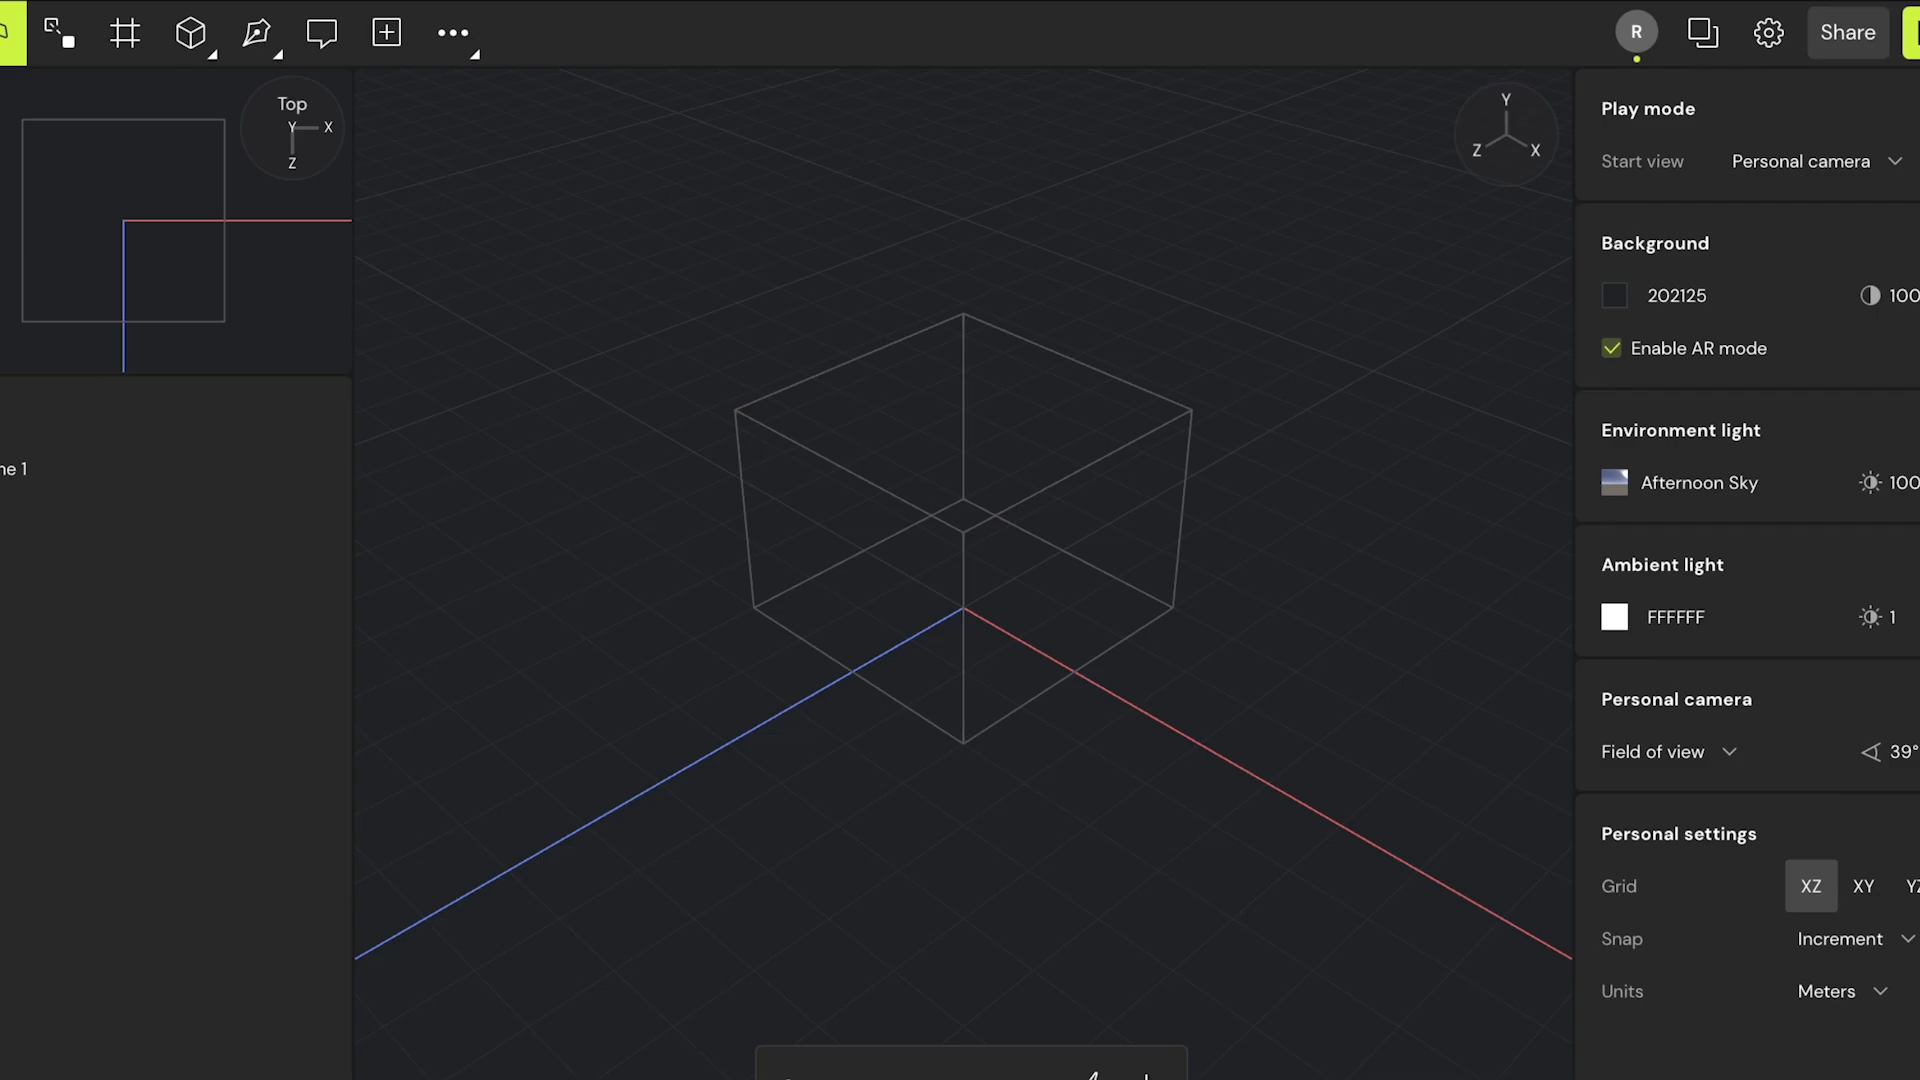 R
Share
Top
Y X
Z
Y
Z X
ne 1
Play mode
Start view Personal camera
Background
202125 100
Enable AR mode
Environment light
Afternoon Sky 100
Ambient light
FFFFFF 1
Personal camera
Field of view 39°
Personal settings
Grid XZ XY YZ
Snap Increment
Units Meters